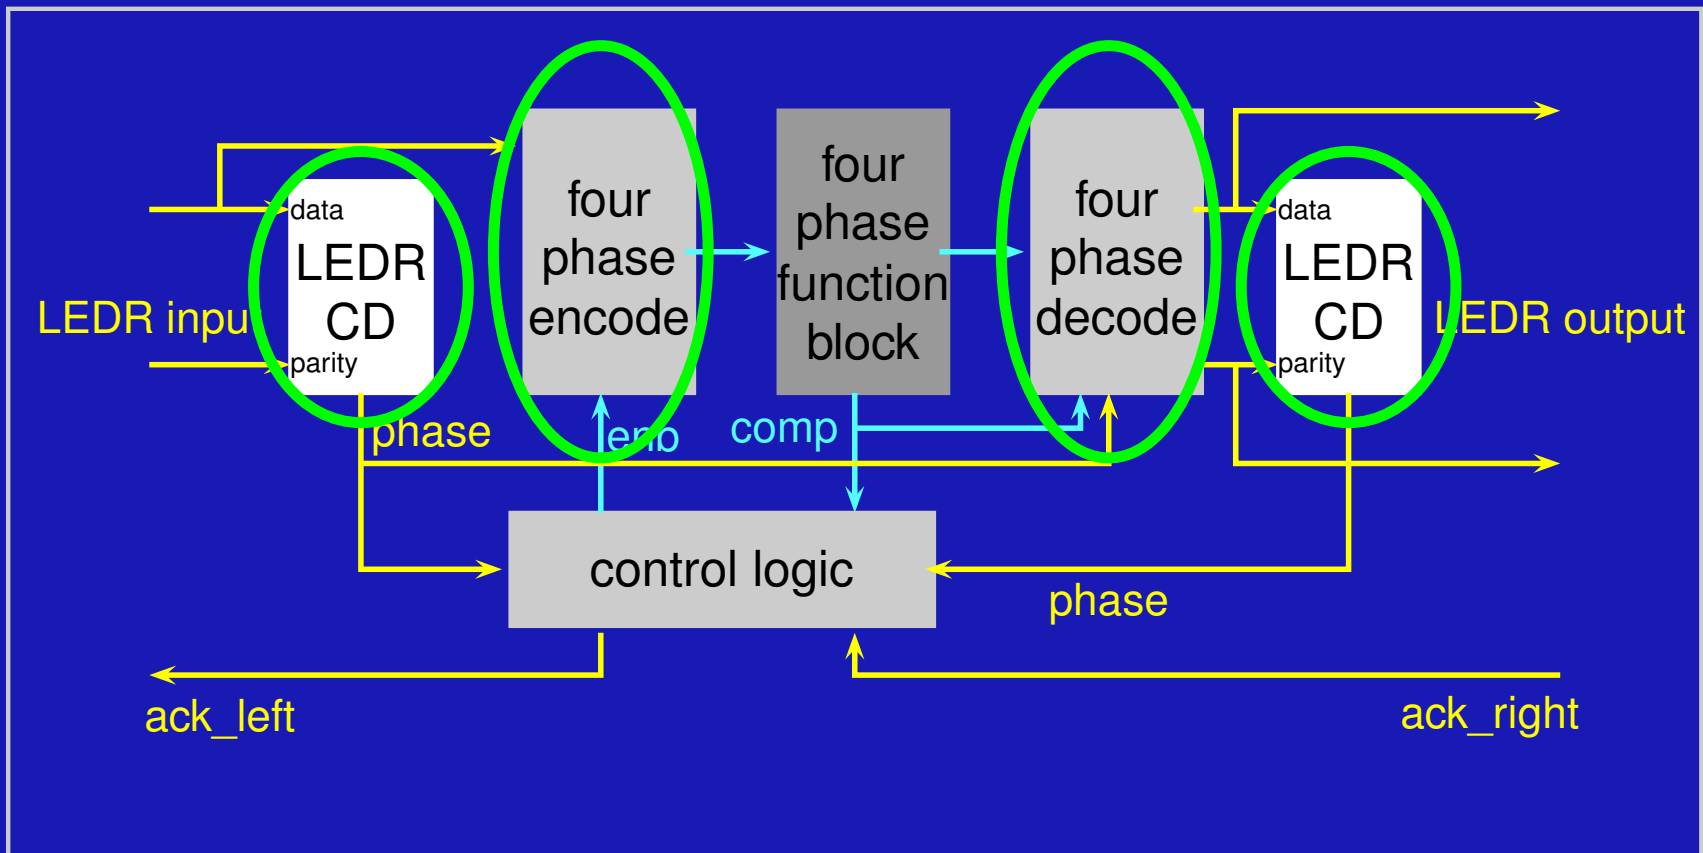 LEDR input
data
LEDR
CD
parity
phase
four
phase
encode
enb
four
phase
function
block
comp
four
phase
decode
data
LEDR
CD
parity
LEDR output
control logic
phase
ack_left
ack_right